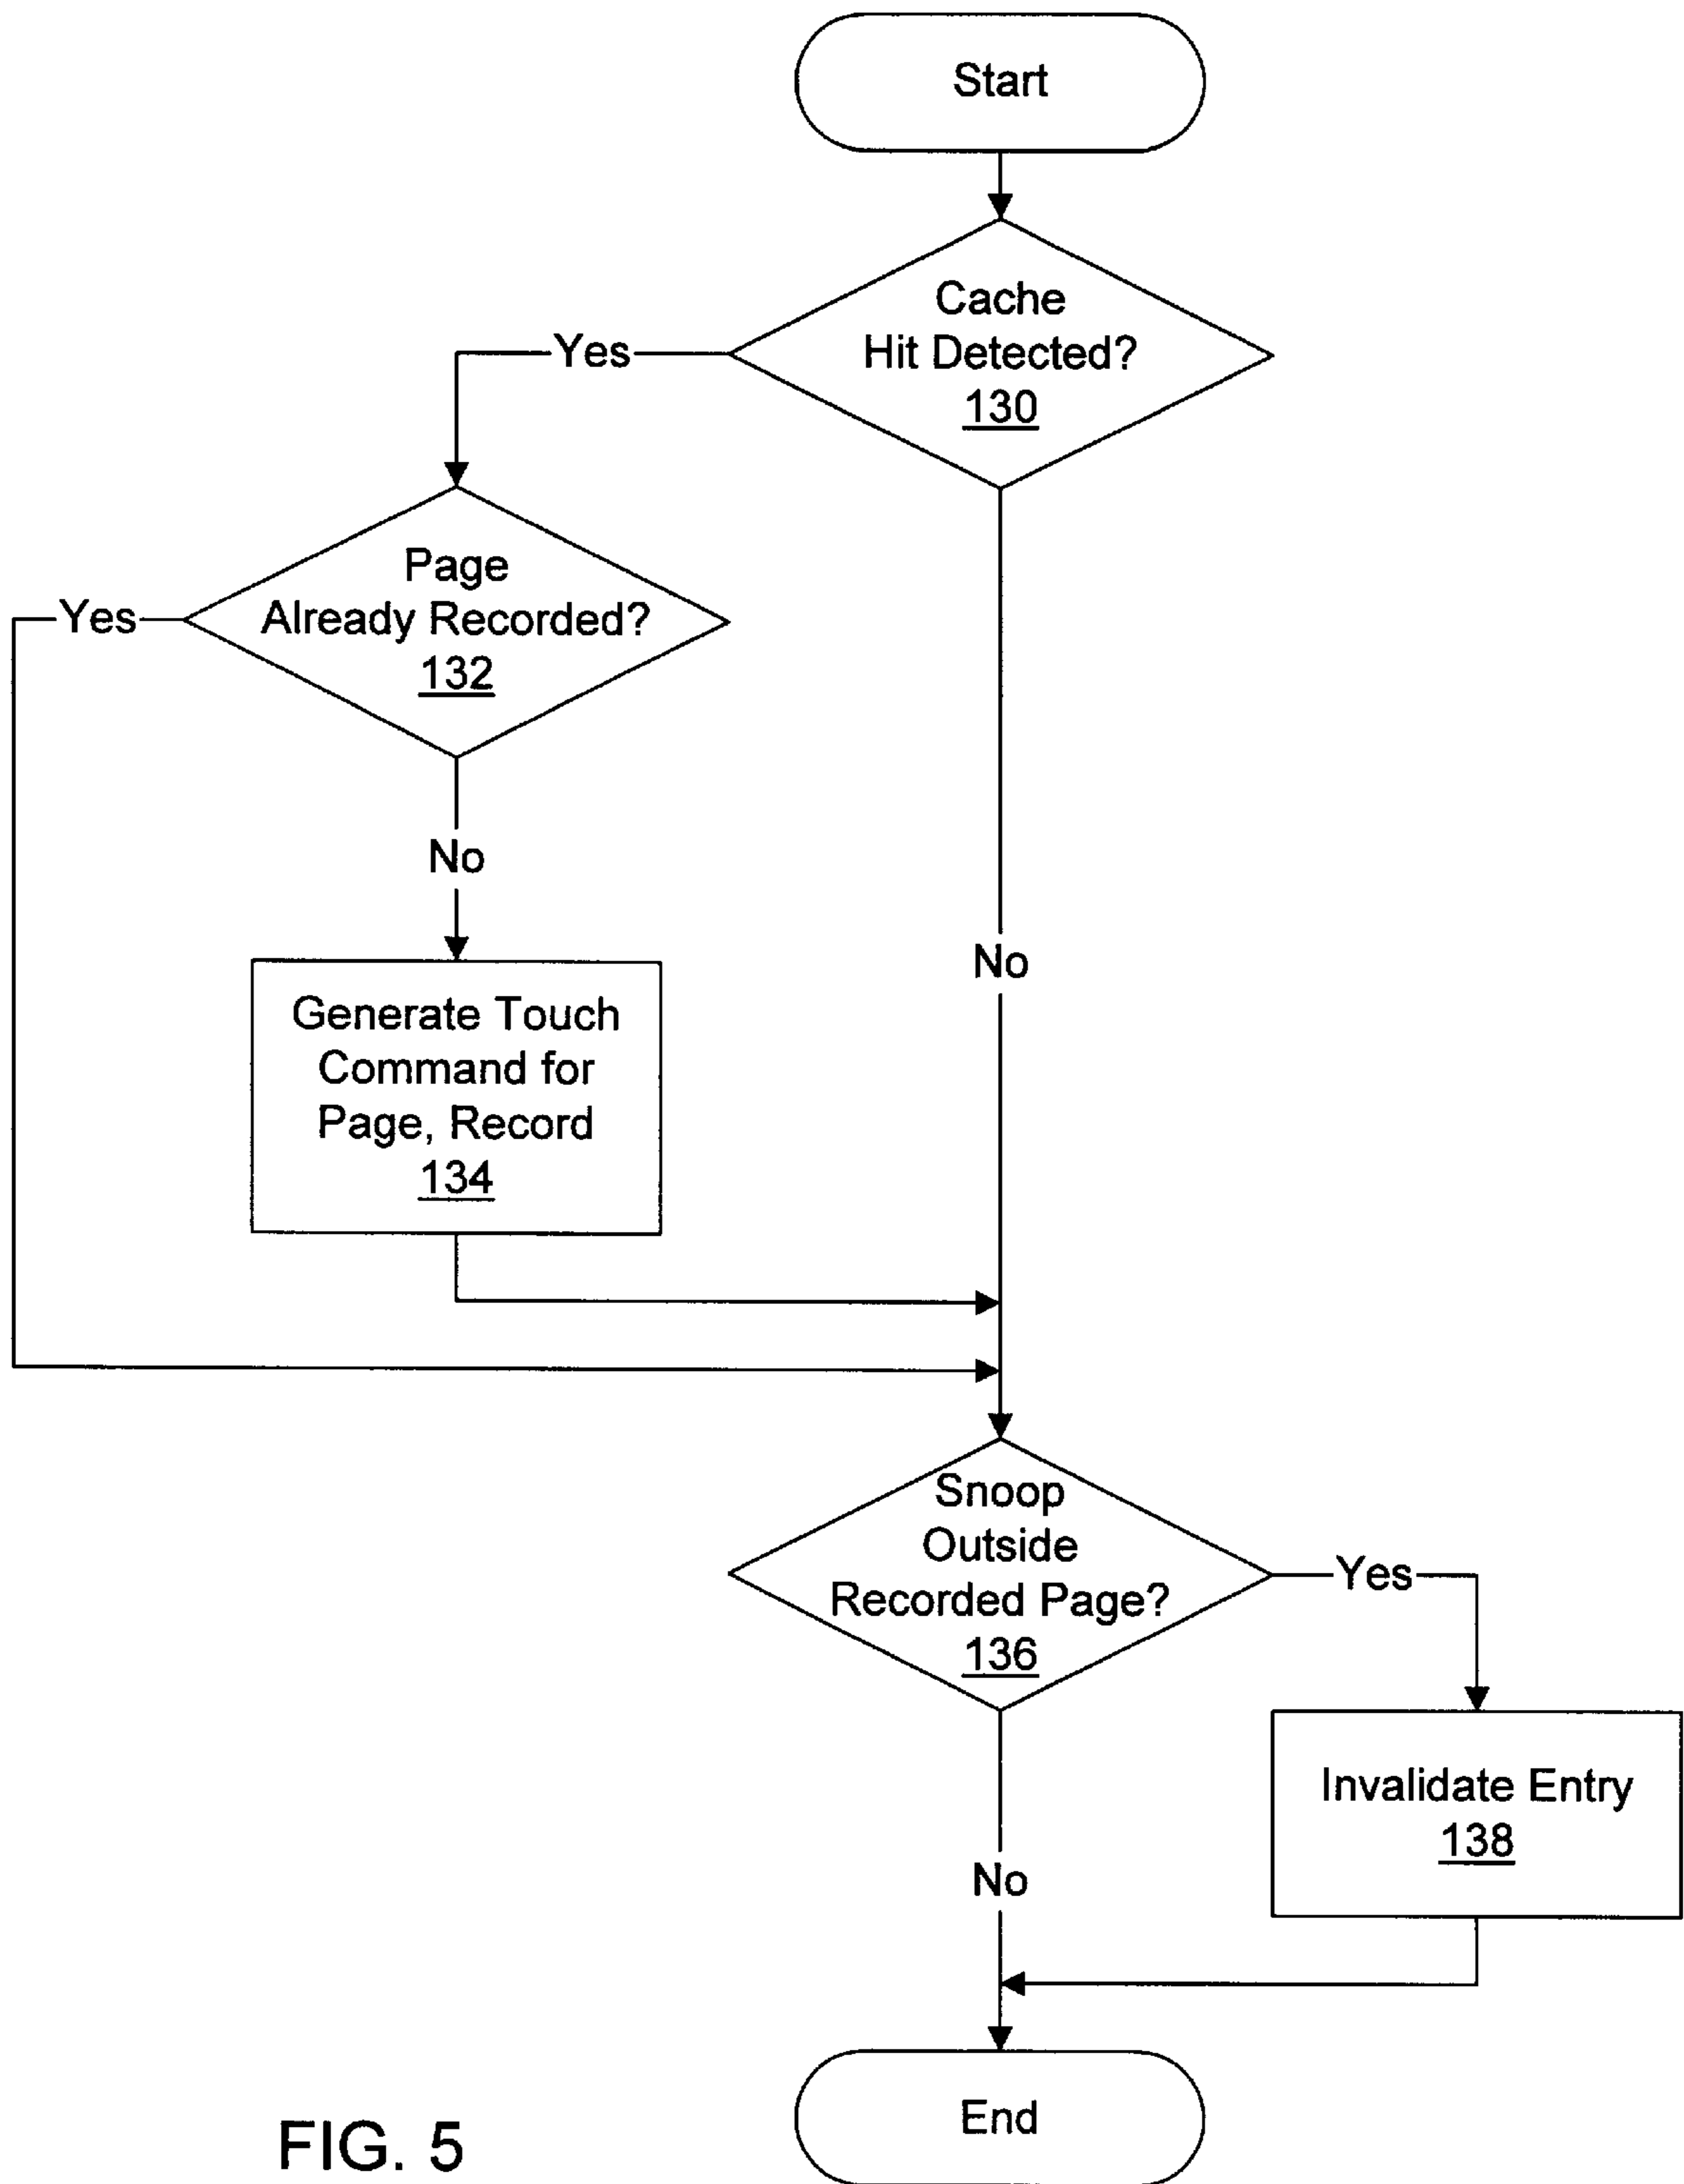 Start
Cache
Hit Detected?
130
Yes
Page
Already Recorded?
132
Yes
No
Generate Touch
Command for
Page, Record
134
No
Snoop
Outside
Recorded Page?
136
Yes
Invalidate Entry
138
No
End
FIG. 5